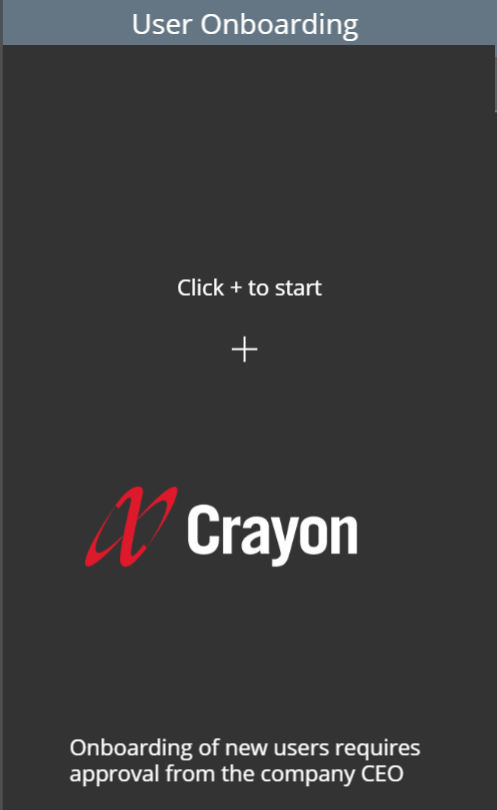 User Onboarding
Click + to start
+
Crayon
Onboarding of new users requires
approval from the company CEO